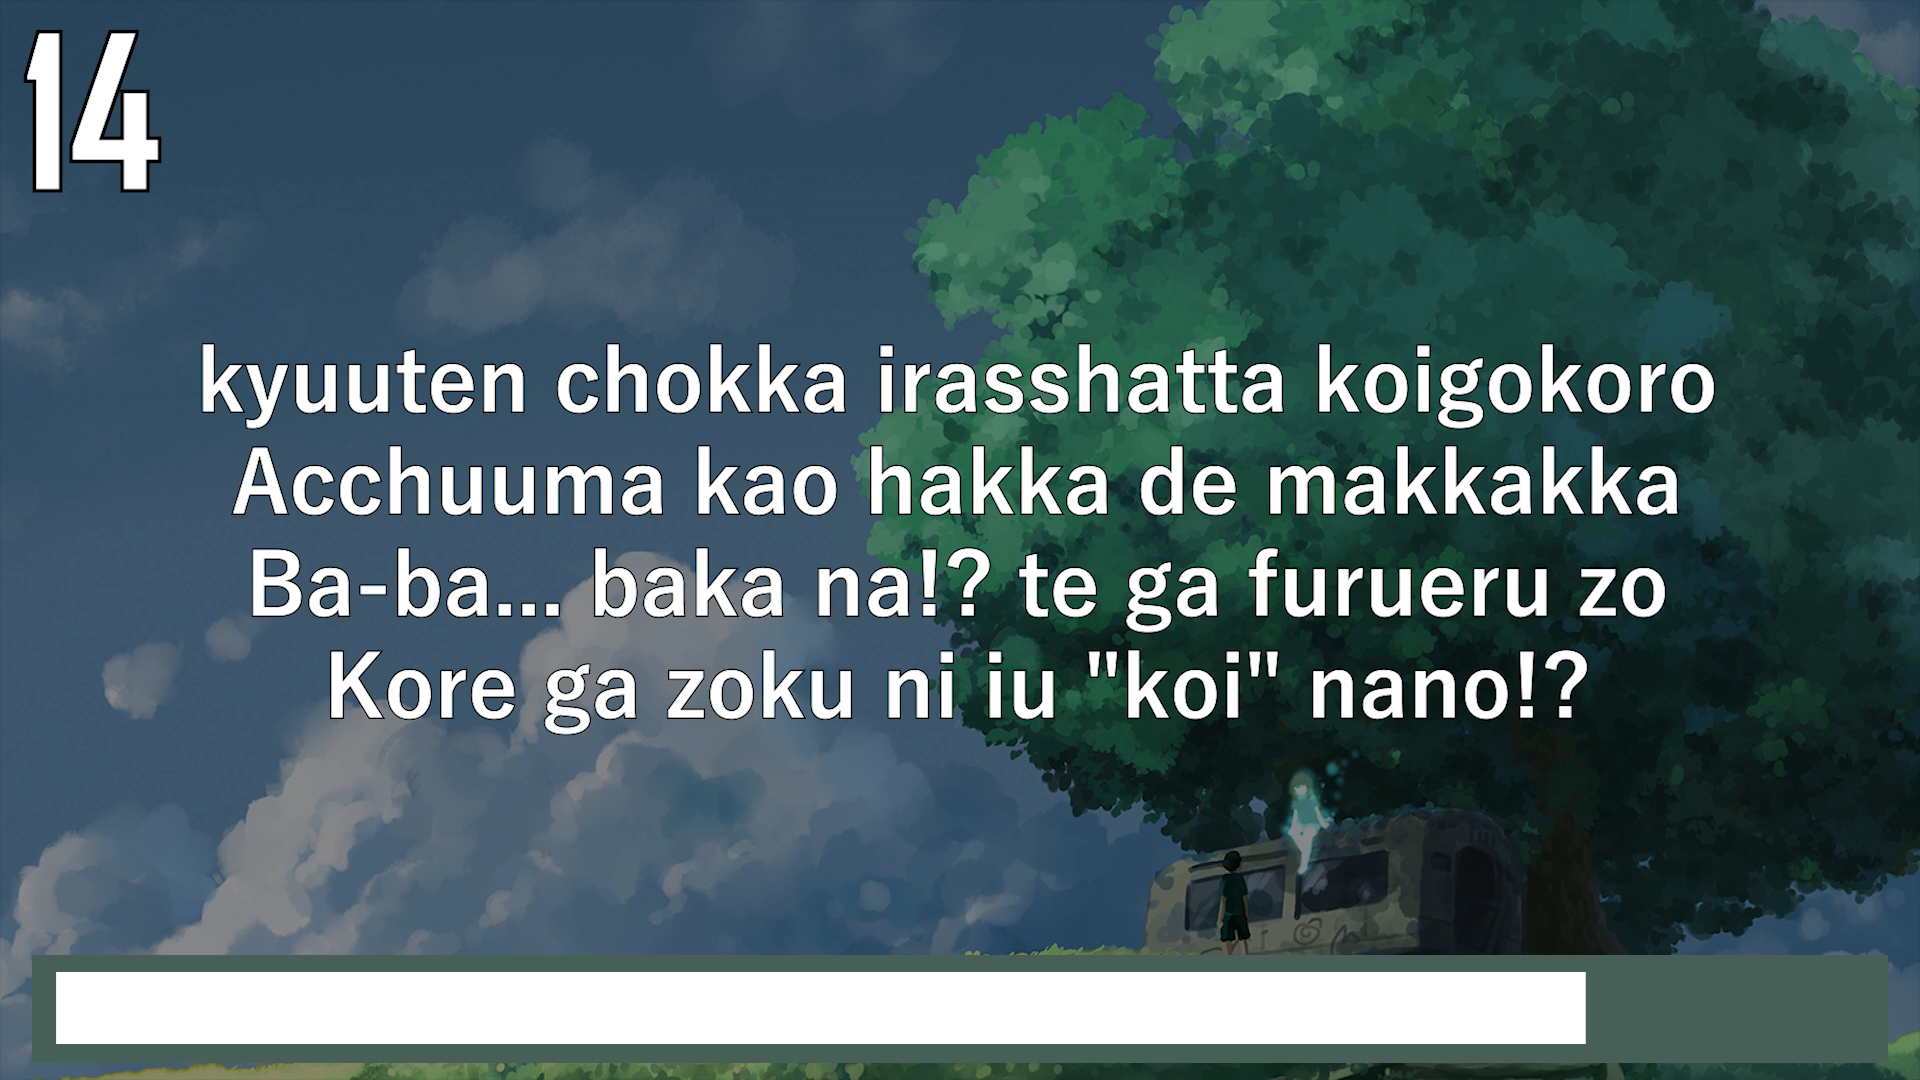 14
kyuuten chokka irasshatta koigokoro
Acchuuma kao hakka de makkakka
Ba-ba... baka na!? te ga furueru zo
Kore ga zoku ni iu "koi" nano!?